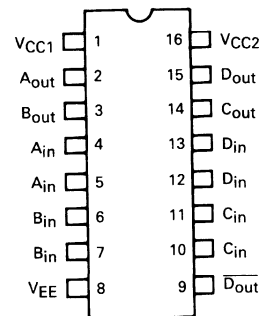 VCC1 1 16 VCC2
Aout 2 15 Dout
Bout 3 14 Cout
Ain 4 13 Din
Ain 5 12 Din
Bin 6 11 Cin
Bin 7 10 Cin
VEE 8 9 D̅o̅u̅t̅